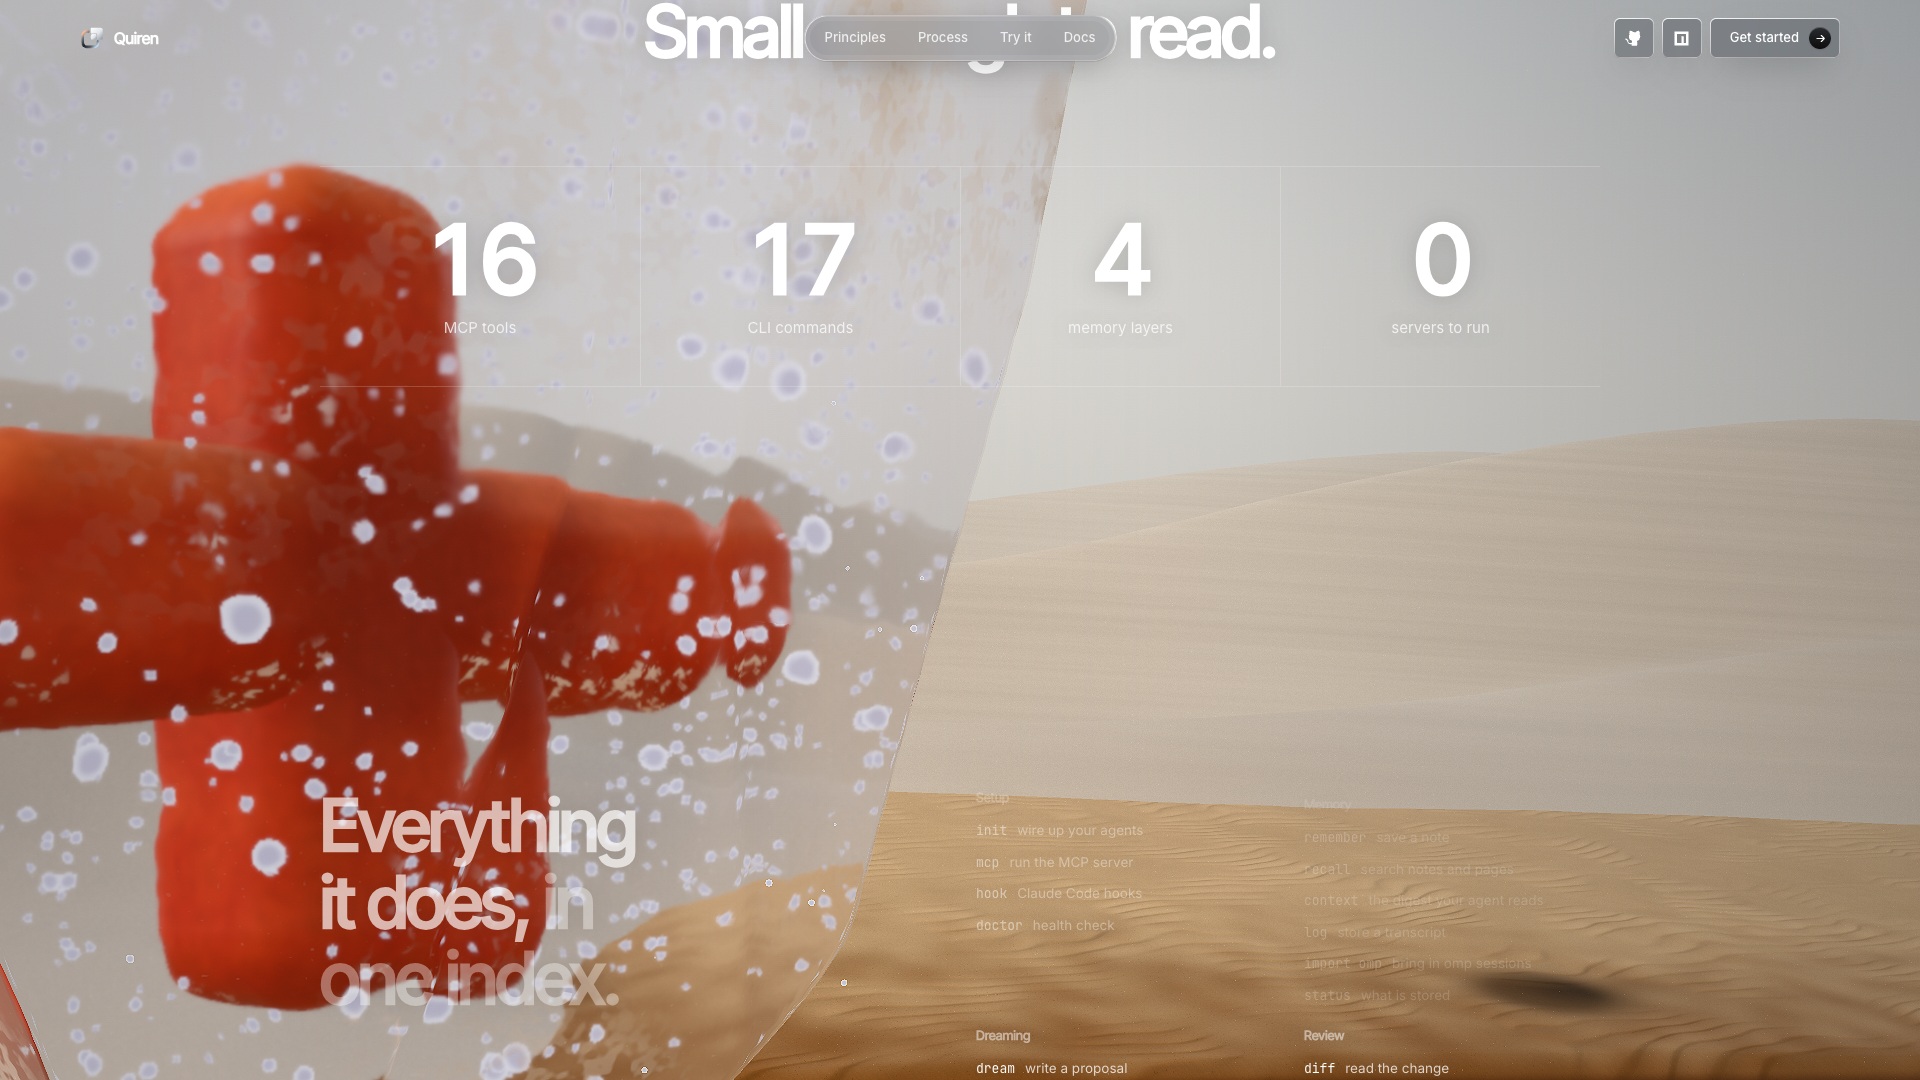 Small read.
Quiren
Principles
Process
Try it
Docs
Get started
16
MCP tools
17
CLI commands
4
memory layers
0
servers to run
Everything
it does, in
one index.
Setup
init wire up your agents
mcp run the MCP server
hook Claude Code hooks
doctor health check
Memory
remember save a note
recall search notes and pages
context the digest your agent reads
log store a transcript
import omp bring in omp sessions
status what is stored
Dreaming
dream write a proposal
Review
diff read the change